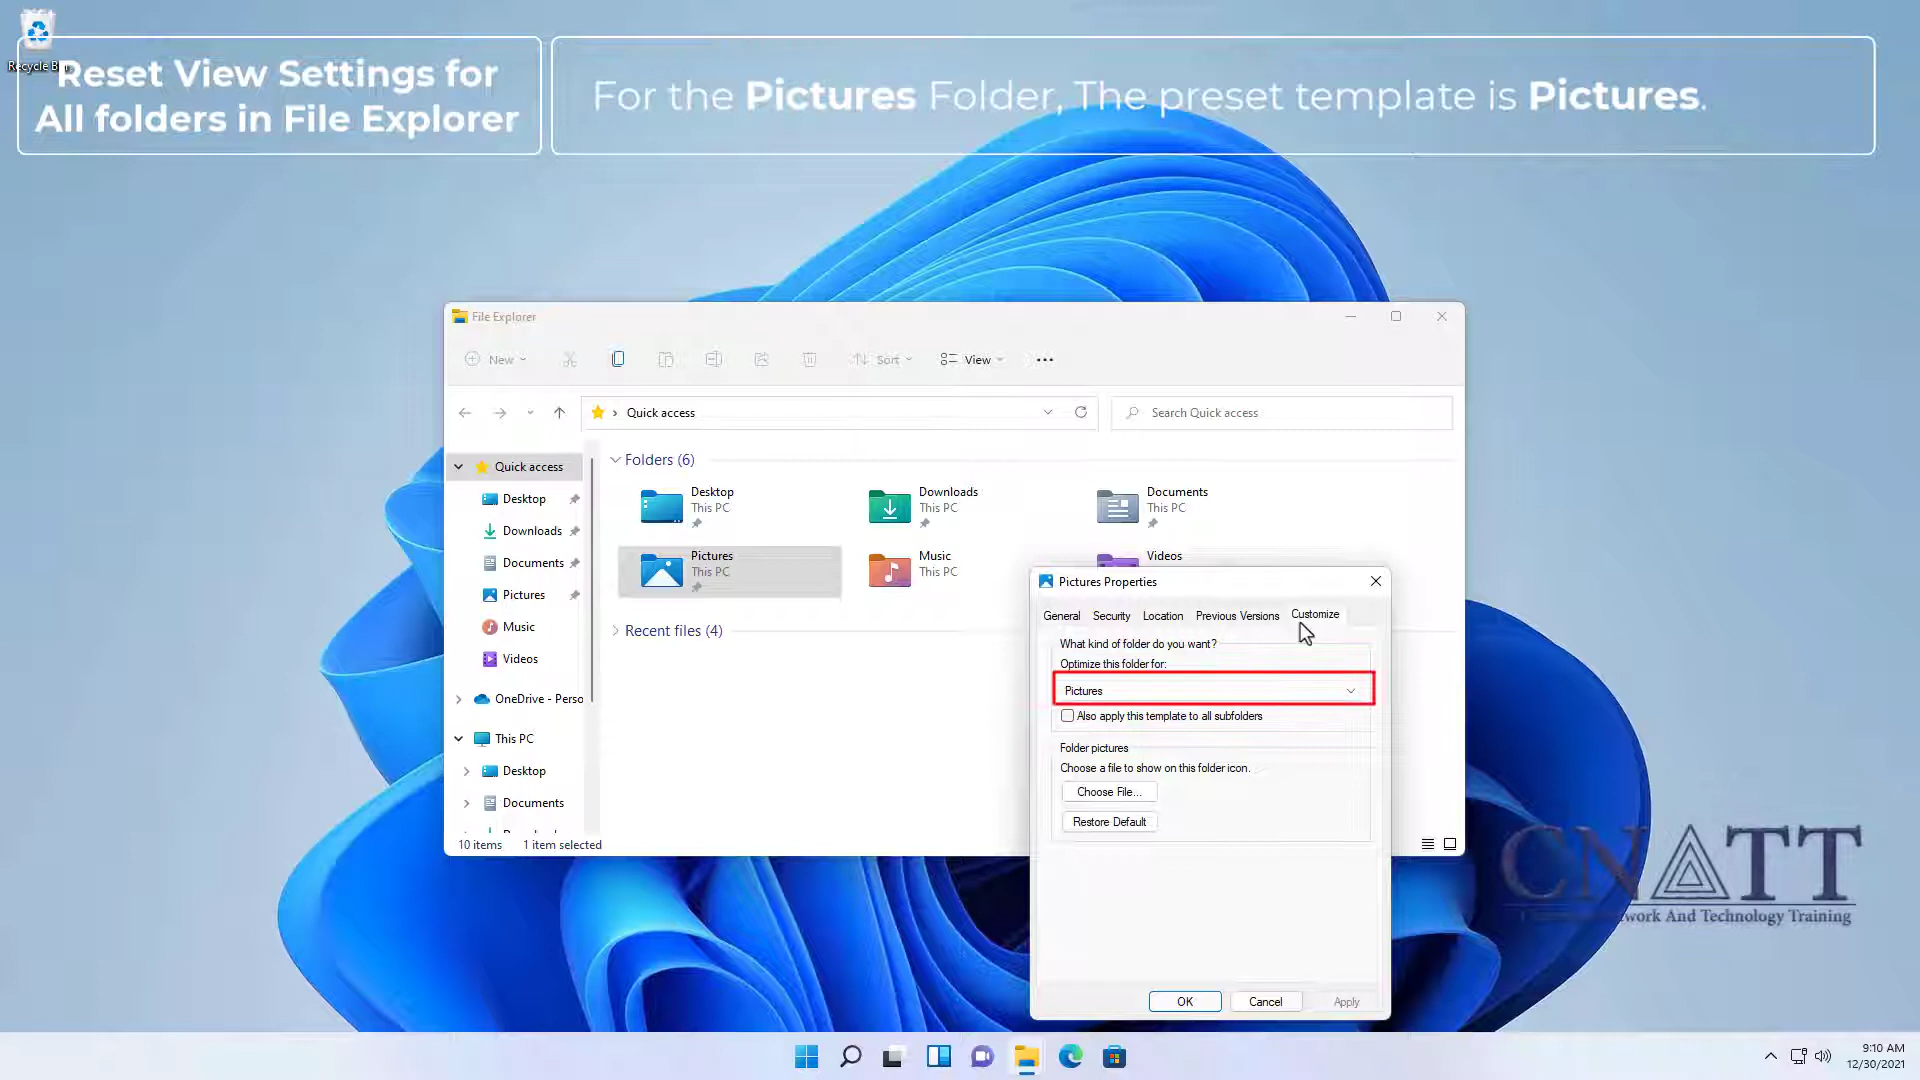 Recycle Bin
Reset View Settings for
All folders in File Explorer
For the Pictures Folder, The preset template is Pictures.
File Explorer
New
Sort
View
Quick access
Search Quick access
Quick access
Desktop
Downloads
Documents
Pictures
Music
Videos
OneDrive - Perso
This PC
Desktop
Documents
Folders (6)
Desktop
This PC
Downloads
This PC
Documents
This PC
Pictures
This PC
Music
This PC
Videos
Recent files (4)
10 items
1 item selected
Pictures Properties
General
Security
Location
Previous Versions
Customize
What kind of folder do you want?
Optimize this folder for:
Pictures
Also apply this template to all subfolders
Folder pictures
Choose a file to show on this folder icon.
Choose File...
Restore Default
OK
Cancel
Apply
CNATT
And Technology Training
9:10 AM
12/30/2021